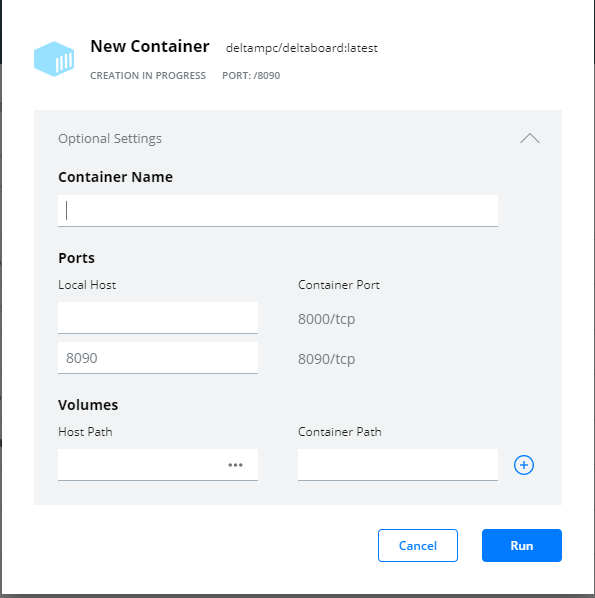 New Container deltampc/deltaboard:latest
CREATION IN PROGRESS PORT: /8090
Optional Settings
Container Name
Ports
Local Host Container Port
8000/tcp
8090 8090/tcp
Volumes
Host Path Container Path
•••
Cancel Run